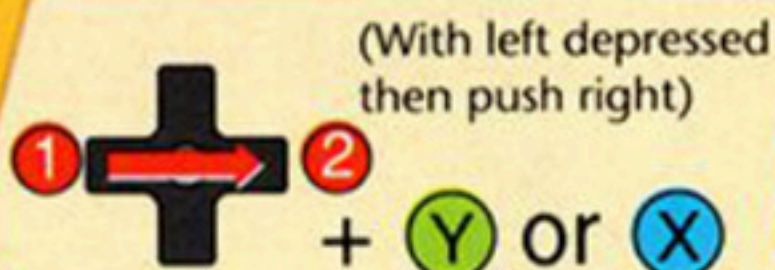 (With left depressed
then push right)
1 2
+ Y or X